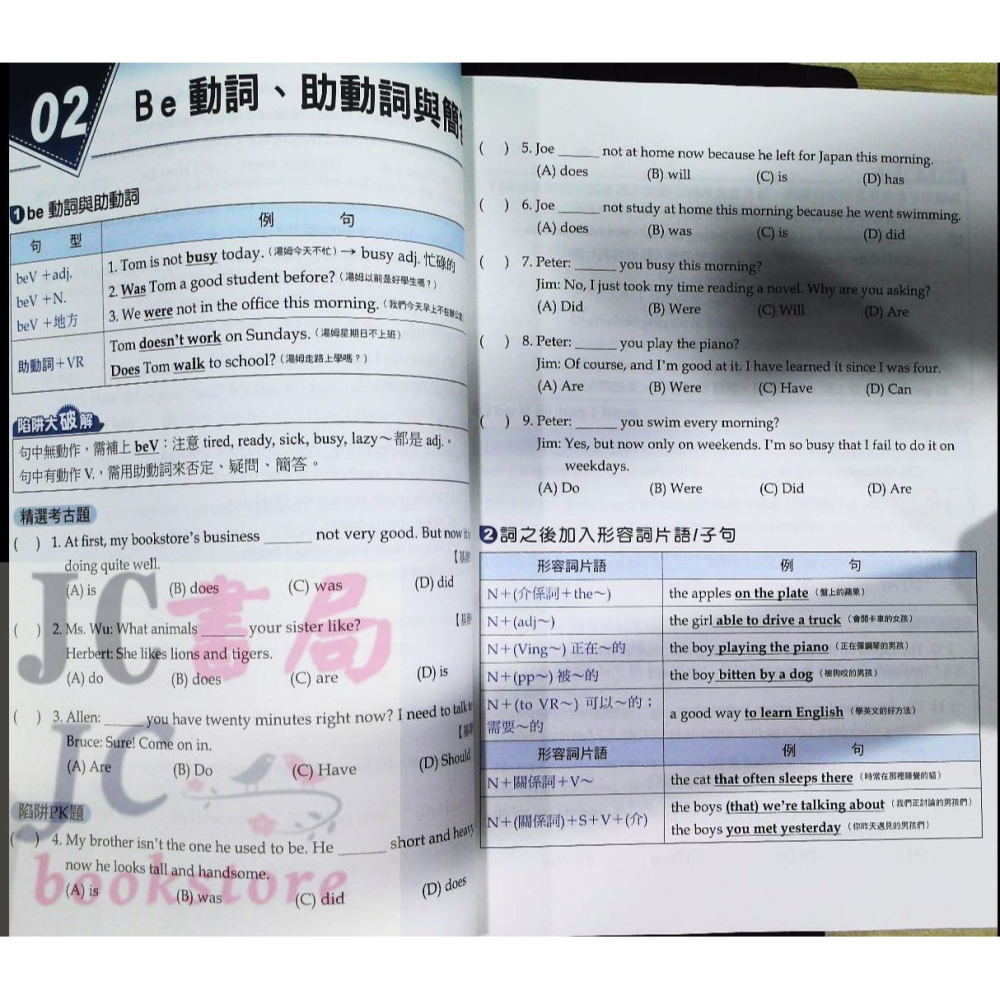 02
Be 動詞、助動詞與簡
1 be 動詞與助動詞
句 型 例 句
beV +adj.
beV +N.
beV +地方
1. Tom is not busy today.(湯姆今天不忙)→ busy adj. 忙碌的
2. Was Tom a good student before?(湯姆以前是好學生嗎?)
3. We were not in the office this morning.(我們今天早上不在辦公
助動詞+VR
Tom doesn't work on Sundays.(湯姆星期日不上班)
Does Tom walk to school?(湯姆走路上學嗎?)
陷阱大破解
句中無動作,需補上 beV:注意 tired, ready, sick, busy, lazy~都是 adj.。
句中有動作 V.,需用助動詞來否定、疑問、簡答。
精選考古題
( ) 1. At first, my bookstore's business ______ not very good. But now it
doing quite well.
(A) is (B) does (C) was (D) did
( ) 2. Ms. Wu: What animals ______ your sister like?
Herbert: She likes lions and tigers.
(A) do (B) does (C) are (D) is
( ) 3. Allen: ______ you have twenty minutes right now? I need to talk
Bruce: Sure! Come on in.
(A) Are (B) Do (C) Have (D) Should
陷阱PK題
( ) 4. My brother isn't the one he used to be. He ______ short and heavy
now he looks tall and handsome.
(A) is (B) was (C) did (D) does
( ) 5. Joe ______ not at home now because he left for Japan this morning.
(A) does (B) will (C) is (D) has
( ) 6. Joe ______ not study at home this morning because he went swimming.
(A) does (B) was (C) is (D) did
( ) 7. Peter: ______ you busy this morning?
Jim: No, I just took my time reading a novel. Why are you asking?
(A) Did (B) Were (C) Will (D) Are
( ) 8. Peter: ______ you play the piano?
Jim: Of course, and I'm good at it. I have learned it since I was four.
(A) Are (B) Were (C) Have (D) Can
( ) 9. Peter: ______ you swim every morning?
Jim: Yes, but now only on weekends. I'm so busy that I fail to do it on
weekdays.
(A) Do (B) Were (C) Did (D) Are
2 詞之後加入形容詞片語/子句
形容詞片語 例 句
N+(介係詞+the~) the apples on the plate(盤上的蘋果)
N+(adj~) the girl able to drive a truck(會開卡車的女孩)
N+(Ving~) 正在~的 the boy playing the piano(正在彈鋼琴的男孩)
N+(pp~) 被~的 the boy bitten by a dog(被狗咬的男孩)
N+(to VR~) 可以~的;
需要~的
a good way to learn English(學英文的好方法)
形容詞片語 例 句
N+關係詞+V~ the cat that often sleeps there(時常在那裡睡覺的貓)
N+(關係詞)+S+V+(介)
the boys (that) we're talking about(我們正討論的男孩們)
the boys you met yesterday(你昨天遇見的男孩們)
JC書局
JC
bookstore